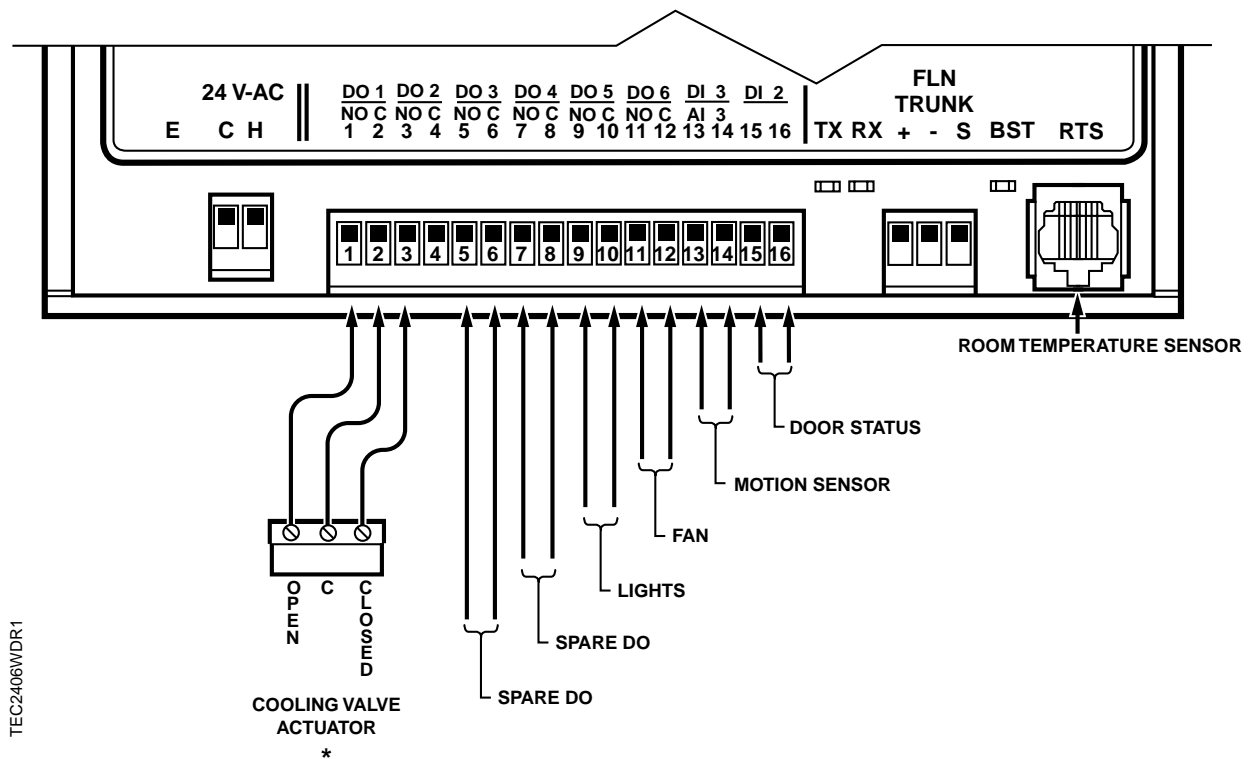 FLN
24 V-AC DO 1 DO 2 DO 3 DO 4 DO 5 DO 6 DI 3 DI 2 TRUNK
NO C NO C NO C NO C NO C NO C AI 3
E C H 1 2 3 4 5 6 7 8 9 10 11 12 13 14 15 16 TX RX + - S BST RTS
1 2 3 4 5 6 7 8 9 10 11 12 13 14 15 16
ROOM TEMPERATURE SENSOR
DOOR STATUS
MOTION SENSOR
FAN
LIGHTS
SPARE DO
SPARE DO
OPEN C CLOSED
COOLING VALVE
ACTUATOR
*
TEC2406WDR1